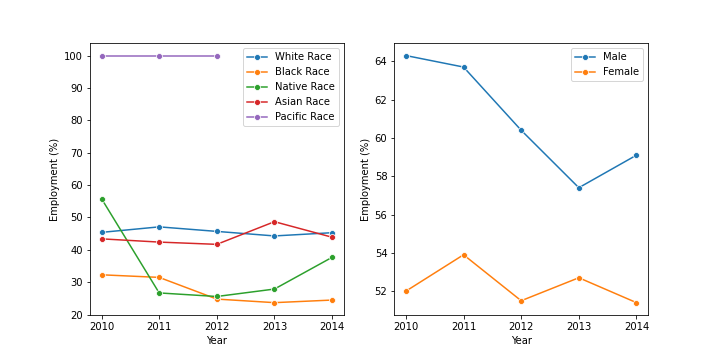 100
90
80
70
60
50
40
30
20
Employment (%)
2010
2011
2012
2013
2014
Year
White Race
Black Race
Native Race
Asian Race
Pacific Race
64
62
60
58
56
54
52
Employment (%)
2010
2011
2012
2013
2014
Year
Male
Female